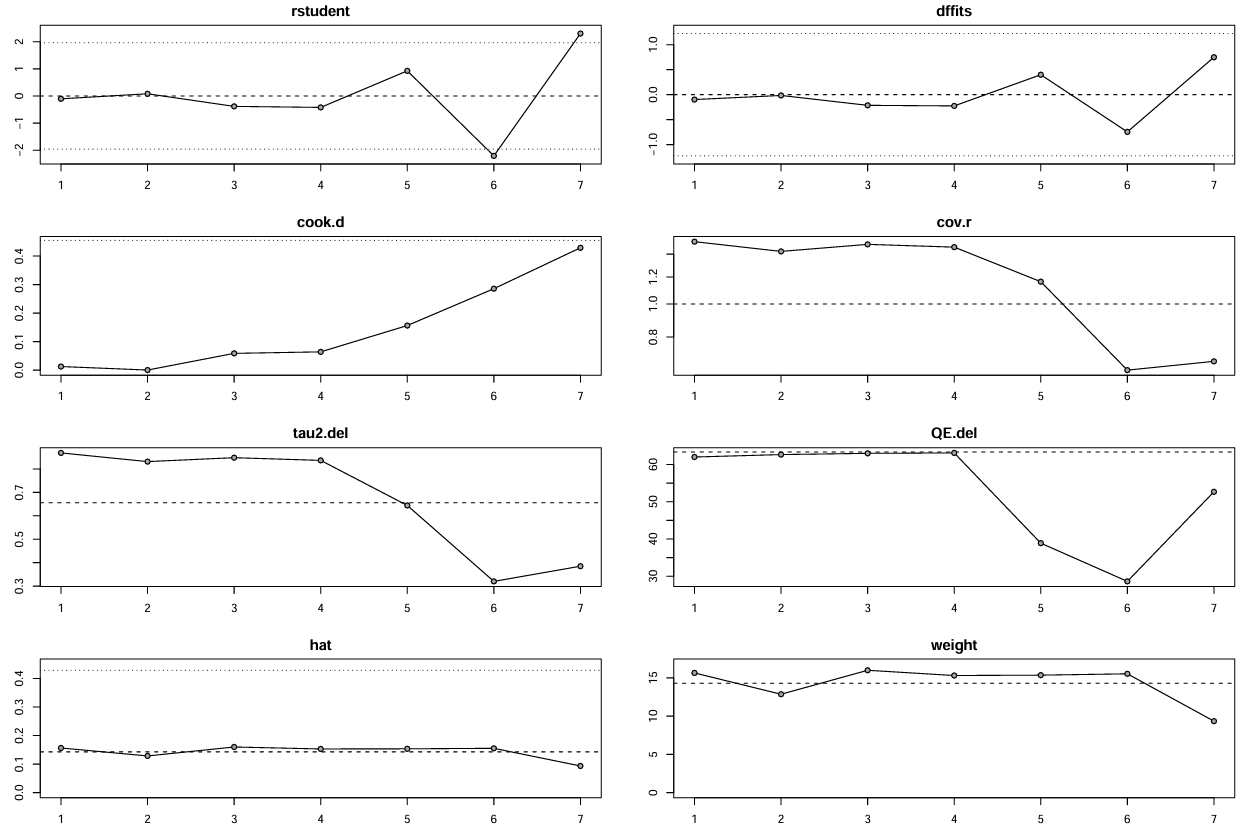 rstudent
2
1
0
−1
−2
1 2 3 4 5 6 7
dffits
1.0
0.0
−1.0
1 2 3 4 5 6 7
cook.d
0.4
0.3
0.2
0.1
0.0
1 2 3 4 5 6 7
cov.r
1.2
1.0
0.8
1 2 3 4 5 6 7
tau2.del
0.7
0.5
0.3
1 2 3 4 5 6 7
QE.del
60
50
40
30
1 2 3 4 5 6 7
hat
0.4
0.3
0.2
0.1
0.0
1 2 3 4 5 6 7
weight
15
10
5
0
1 2 3 4 5 6 7